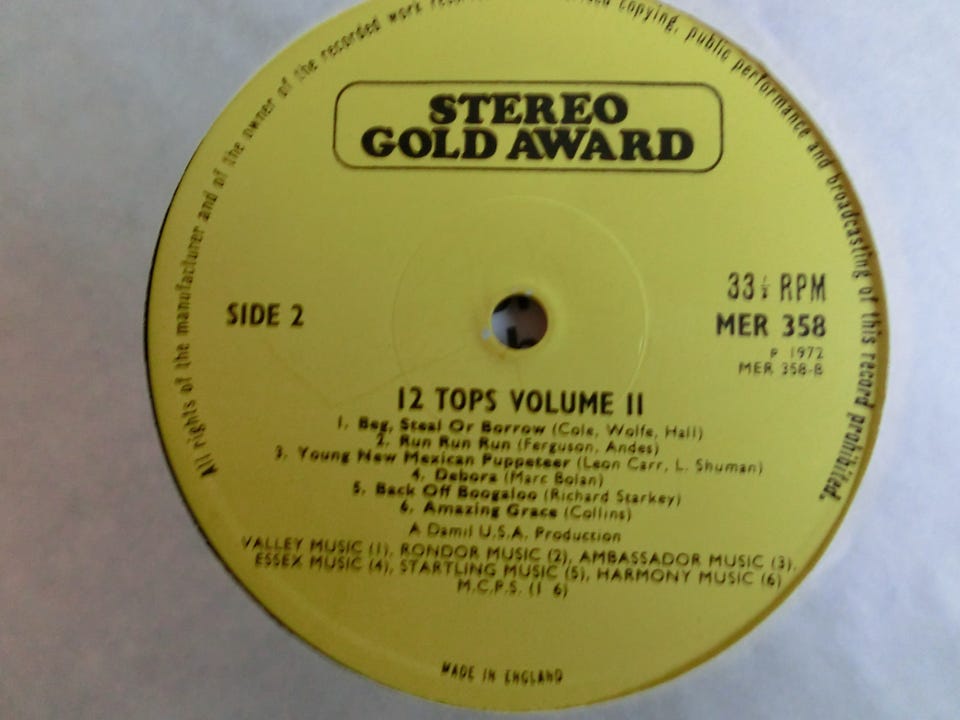 All rights of the manufacturer and of the owner of the recorded work copying, public performance and broadcasting of this record prohibited.
STEREO
GOLD AWARD
SIDE 2
33 1/3 RPM
MER 358
P 1972
MER 358-B
12 TOPS VOLUME 11
1. Beg, Steal Or Borrow (Cole, Wolfe, Hall)
2. Run Run Run (Ferguson, Andes)
3. Young New Mexican Puppeteer (Leon Carr, L. Shuman)
4. Debora (Marc Bolan)
5. Back Off Boogaloo (Richard Starkey)
6. Amazing Grace (Collins)
A Damil U.S.A. Production
VALLEY MUSIC (1), RONDOR MUSIC (2), AMBASSADOR MUSIC (3),
ESSEX MUSIC (4), STARTLING MUSIC (5), HARMONY MUSIC (6)
M.C.P.S. (1 6)
MADE IN ENGLAND